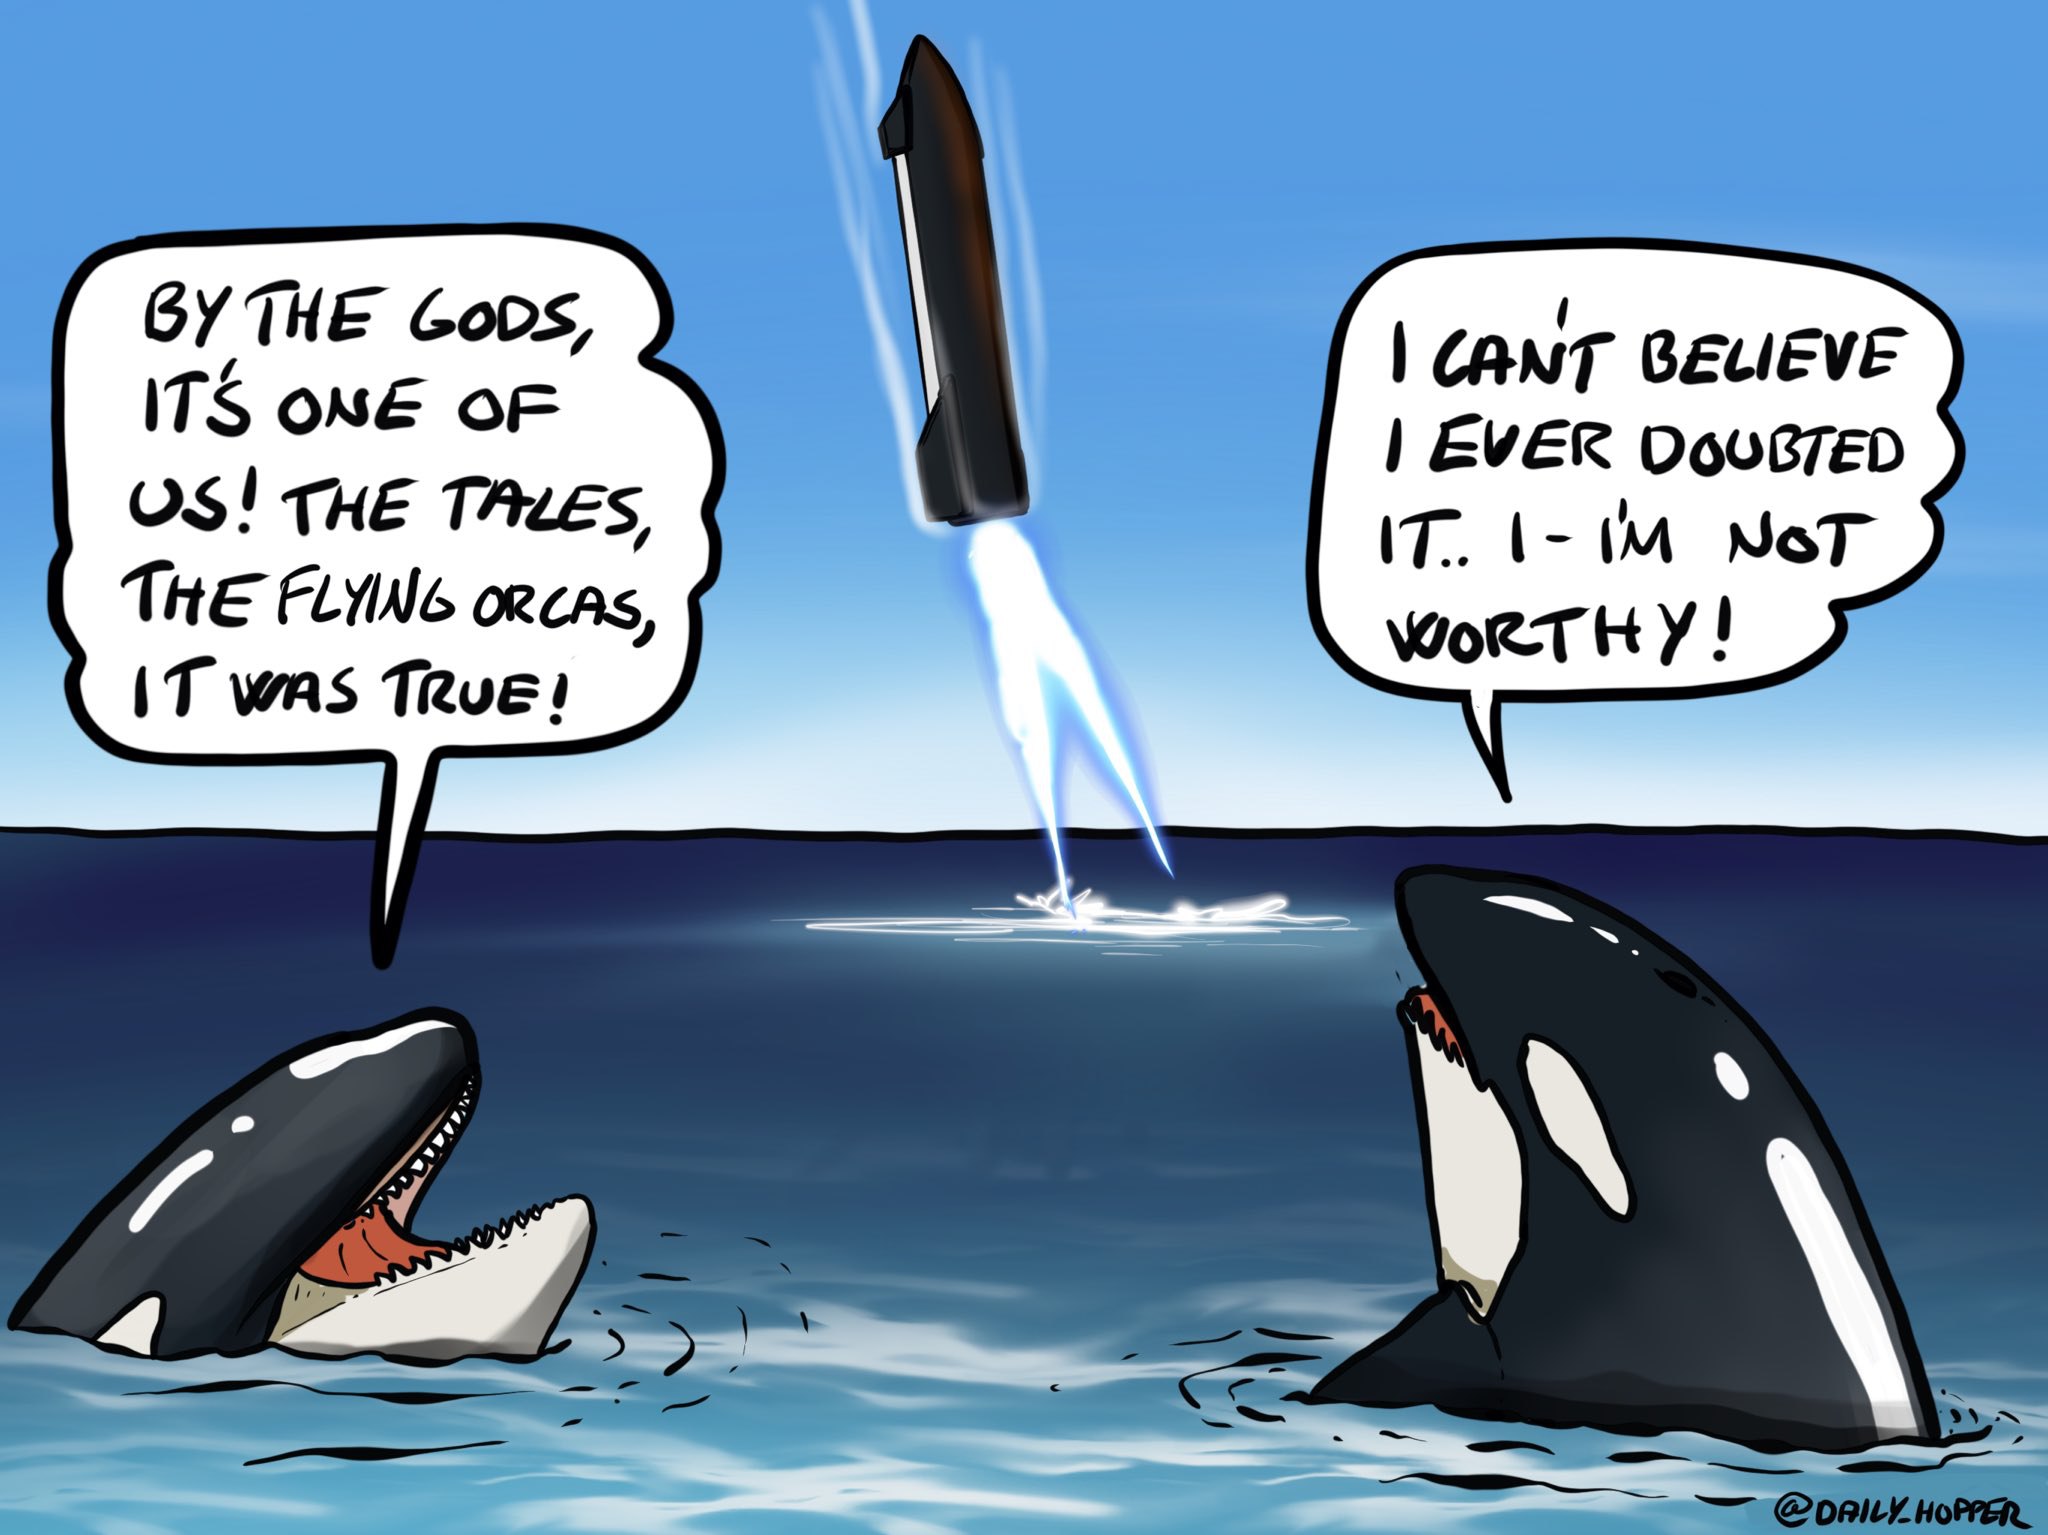 BY THE GODS,
IT'S ONE OF
US! THE TALES,
THE FLYING ORCAS,
IT WAS TRUE!
I CAN'T BELIEVE
I EVER DOUBTED
IT.. I - I'M NOT
WORTHY!
@DAILY_HOPPER